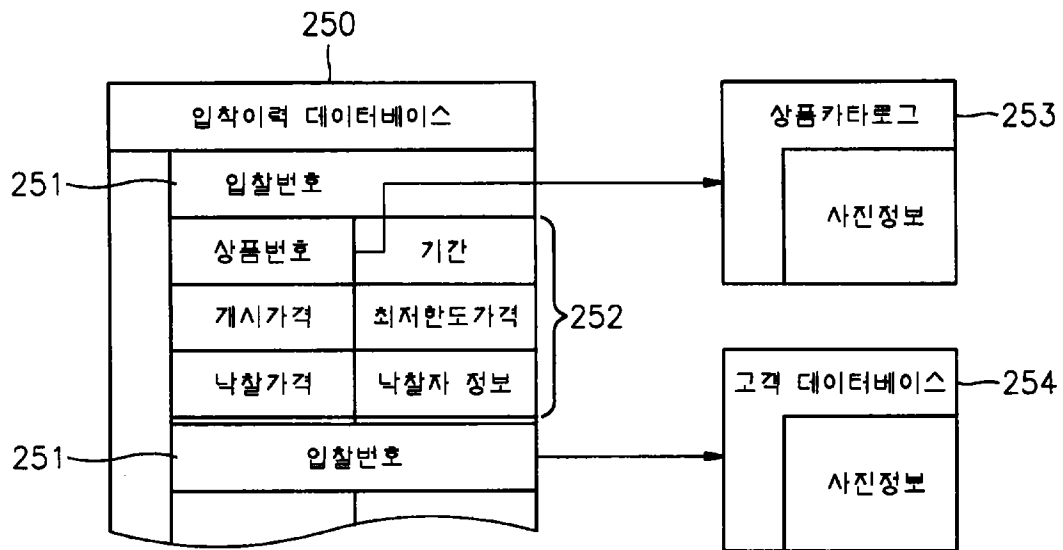 250
입착이력 데이터베이스
251
입찰번호
상품번호
기간
개시가격
최저한도가격
252
낙찰가격
낙찰자 정보
251
입찰번호
상품카타로그
253
사진정보
고객 데이터베이스
254
사진정보